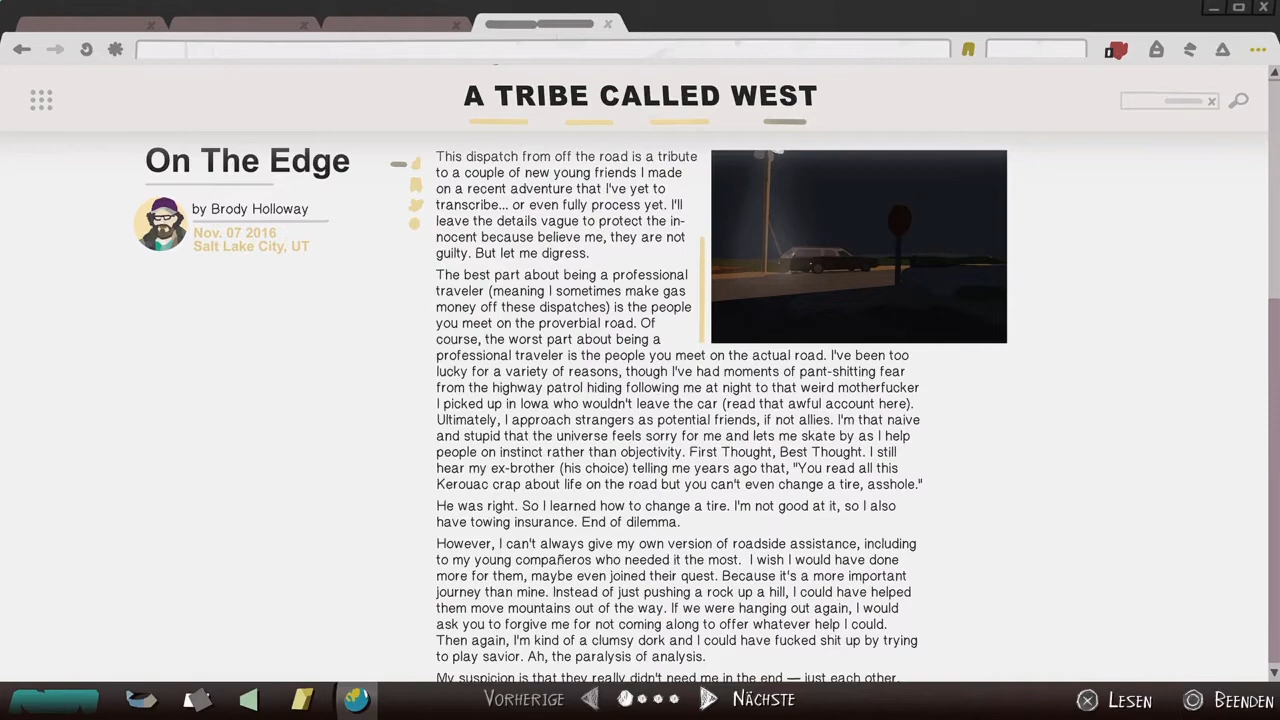 A TRIBE CALLED WEST
On The Edge
by Brody Holloway
Nov. 07 2016
Salt Lake City, UT
This dispatch from off the road is a tribute
to a couple of new young friends I made
on a recent adventure that I've yet to
transcribe... or even fully process yet. I'll
leave the details vague to protect the in-
nocent because believe me, they are not
guilty. But let me digress.
The best part about being a professional
traveler (meaning I sometimes make gas
money off these dispatches) is the people
you meet on the proverbial road. Of
course, the worst part about being a
professional traveler is the people you meet on the actual road. I've been too
lucky for a variety of reasons, though I've had moments of pant-shitting fear
from the highway patrol hiding following me at night to that weird motherfucker
I picked up in Iowa who wouldn't leave the car (read that awful account here).
Ultimately, I approach strangers as potential friends, if not allies. I'm that naive
and stupid that the universe feels sorry for me and lets me skate by as I help
people on instinct rather than objectivity. First Thought, Best Thought. I still
hear my ex-brother (his choice) telling me years ago that, "You read all this
Kerouac crap about life on the road but you can't even change a tire, asshole."
He was right. So I learned how to change a tire. I'm not good at it, so I also
have towing insurance. End of dilemma.
However, I can't always give my own version of roadside assistance, including
to my young compañeros who needed it the most. I wish I would have done
more for them, maybe even joined their quest. Because it's a more important
journey than mine. Instead of just pushing a rock up a hill, I could have helped
them move mountains out of the way. If we were hanging out again, I would
ask you to forgive me for not coming along to offer whatever help I could.
Then again, I'm kind of a clumsy dork and I could have fucked shit up by trying
to play savior. Ah, the paralysis of analysis.
My suspicion is that they really didn't need me in the end — just each other.
VORHERIGE
NÄCHSTE
LESEN
BEENDEN